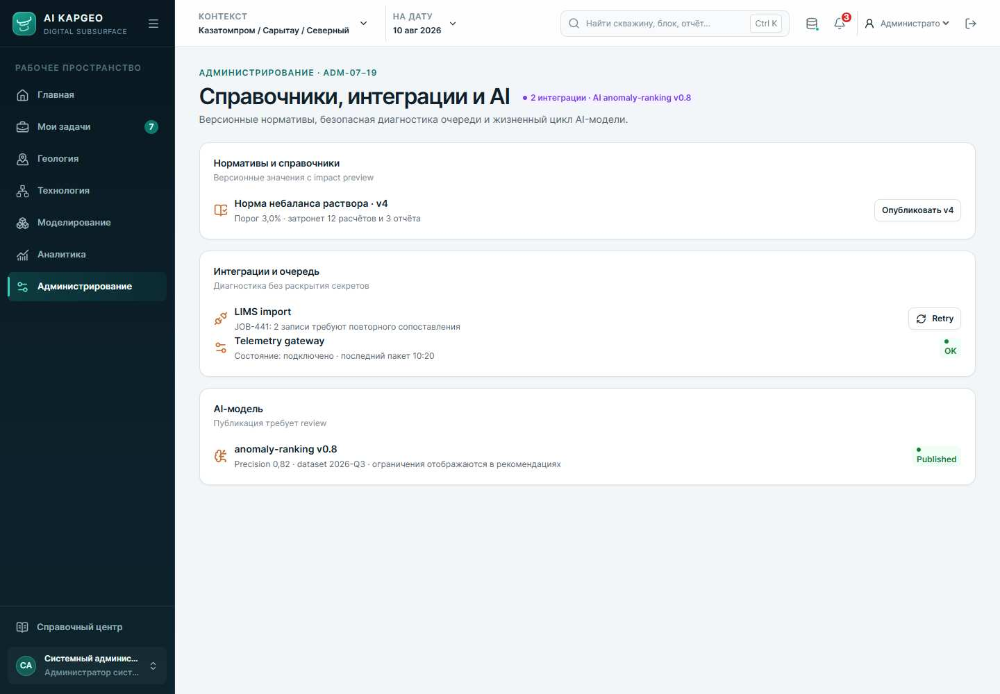 AI KAPGEO
DIGITAL SUBSURFACE
РАБОЧЕЕ ПРОСТРАНСТВО
Главная
Мои задачи
7
Геология
Технология
Моделирование
Аналитика
Администрирование
Справочный центр
СА
Системный админис...
Администратор сист...
КОНТЕКСТ
Казатомпром / Сарытау / Северный
НА ДАТУ
10 авг 2026
Найти скважину, блок, отчёт...
Ctrl K
3
Администрато
АДМИНИСТРИРОВАНИЕ · ADM-07–19
Справочники, интеграции и AI
2 интеграции · AI anomaly-ranking v0.8
Версионные нормативы, безопасная диагностика очереди и жизненный цикл AI-модели.
Нормативы и справочники
Версионные значения с impact preview
Норма небаланса раствора · v4
Порог 3,0% · затронет 12 расчётов и 3 отчёта
Опубликовать v4
Интеграции и очередь
Диагностика без раскрытия секретов
LIMS import
JOB-441: 2 записи требуют повторного сопоставления
Retry
Telemetry gateway
Состояние: подключено · последний пакет 10:20
OK
AI-модель
Публикация требует review
anomaly-ranking v0.8
Precision 0,82 · dataset 2026-Q3 · ограничения отображаются в рекомендациях
Published